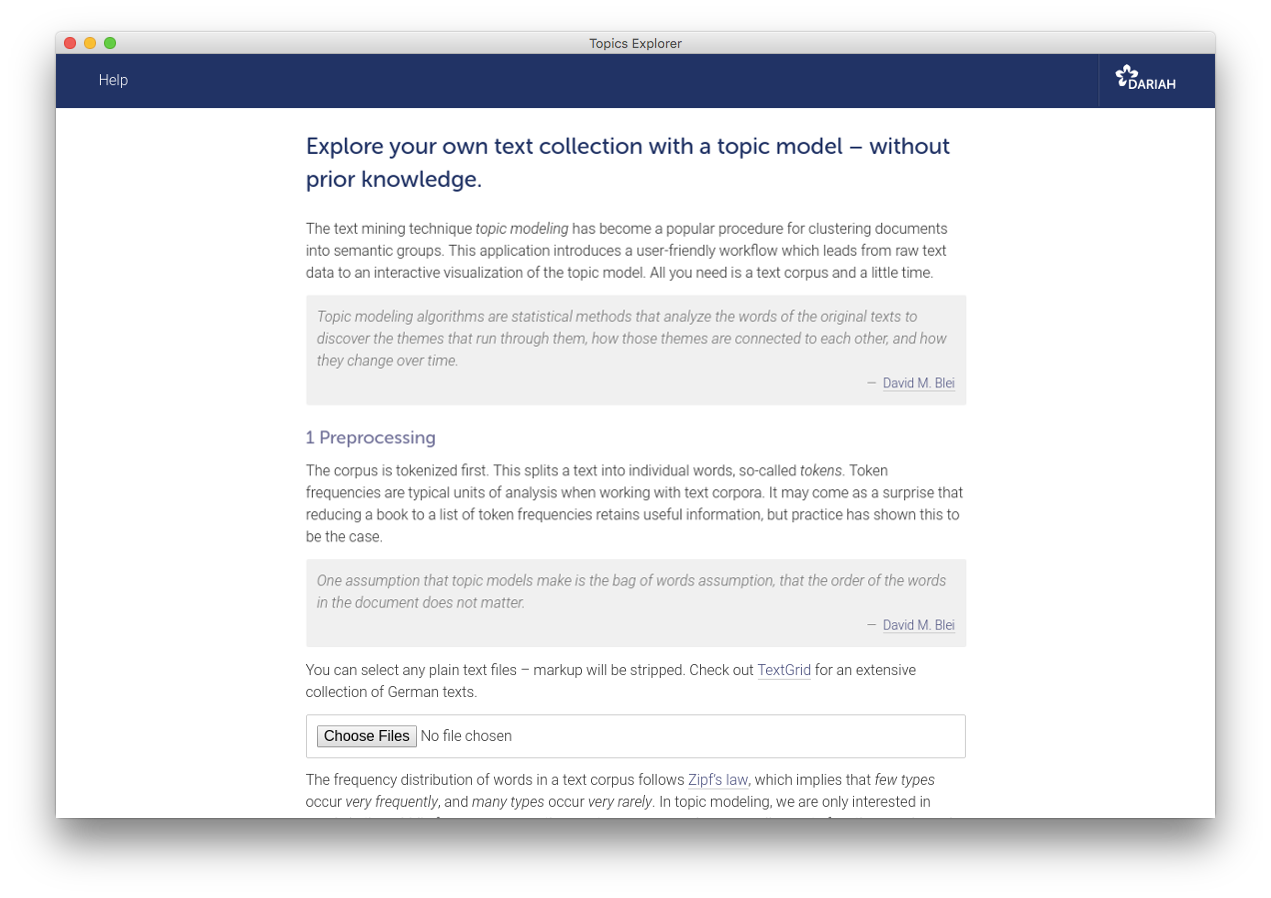 Topics Explorer
Help
DARIAH
Explore your own text collection with a topic model – without
prior knowledge.
The text mining technique topic modeling has become a popular procedure for clustering documents
into semantic groups. This application introduces a user-friendly workflow which leads from raw text
data to an interactive visualization of the topic model. All you need is a text corpus and a little time.
Topic modeling algorithms are statistical methods that analyze the words of the original texts to
discover the themes that run through them, how those themes are connected to each other, and how
they change over time.
— David M. Blei
1 Preprocessing
The corpus is tokenized first. This splits a text into individual words, so-called tokens. Token
frequencies are typical units of analysis when working with text corpora. It may come as a surprise that
reducing a book to a list of token frequencies retains useful information, but practice has shown this to
be the case.
One assumption that topic models make is the bag of words assumption, that the order of the words
in the document does not matter.
— David M. Blei
You can select any plain text files – markup will be stripped. Check out TextGrid for an extensive
collection of German texts.
Choose Files No file chosen
The frequency distribution of words in a text corpus follows Zipf's law, which implies that few types
occur very frequently, and many types occur very rarely. In topic modeling, we are only interested in